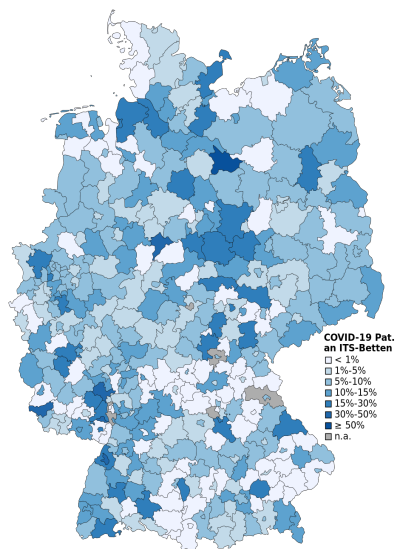 COVID-19 Pat.
an ITS-Betten
< 1%
1%-5%
5%-10%
10%-15%
15%-30%
30%-50%
≥ 50%
n.a.